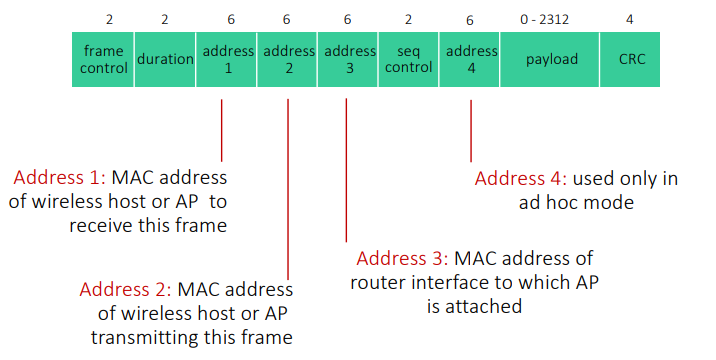 2 2 6 6 6 2 6 0 - 2312 4
frame control
duration
address 1
address 2
address 3
seq control
address 4
payload
CRC
Address 1: MAC address
of wireless host or AP to
receive this frame
Address 2: MAC address
of wireless host or AP
transmitting this frame
Address 3: MAC address of
router interface to which AP
is attached
Address 4: used only in
ad hoc mode